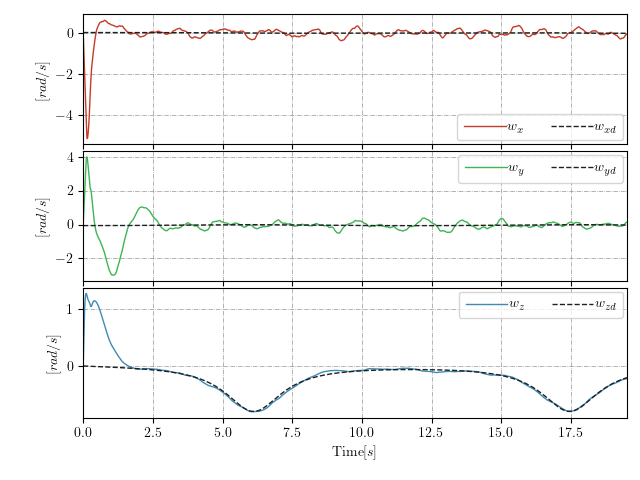 0
−2
−4
[rad/s]
w_x
w_xd
4
2
0
−2
[rad/s]
w_y
w_yd
1
0
[rad/s]
w_z
w_zd
0.0 2.5 5.0 7.5 10.0 12.5 15.0 17.5
Time[s]